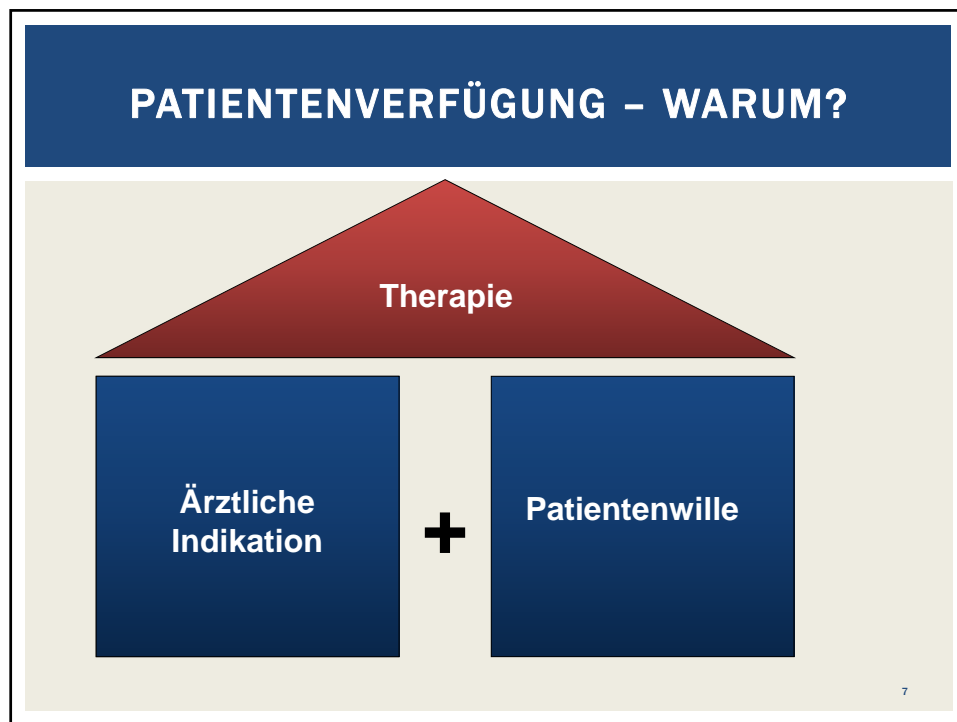 PATIENTENVERFÜGUNG – WARUM?
Therapie
Ärztliche
Indikation
+
Patientenwille
7